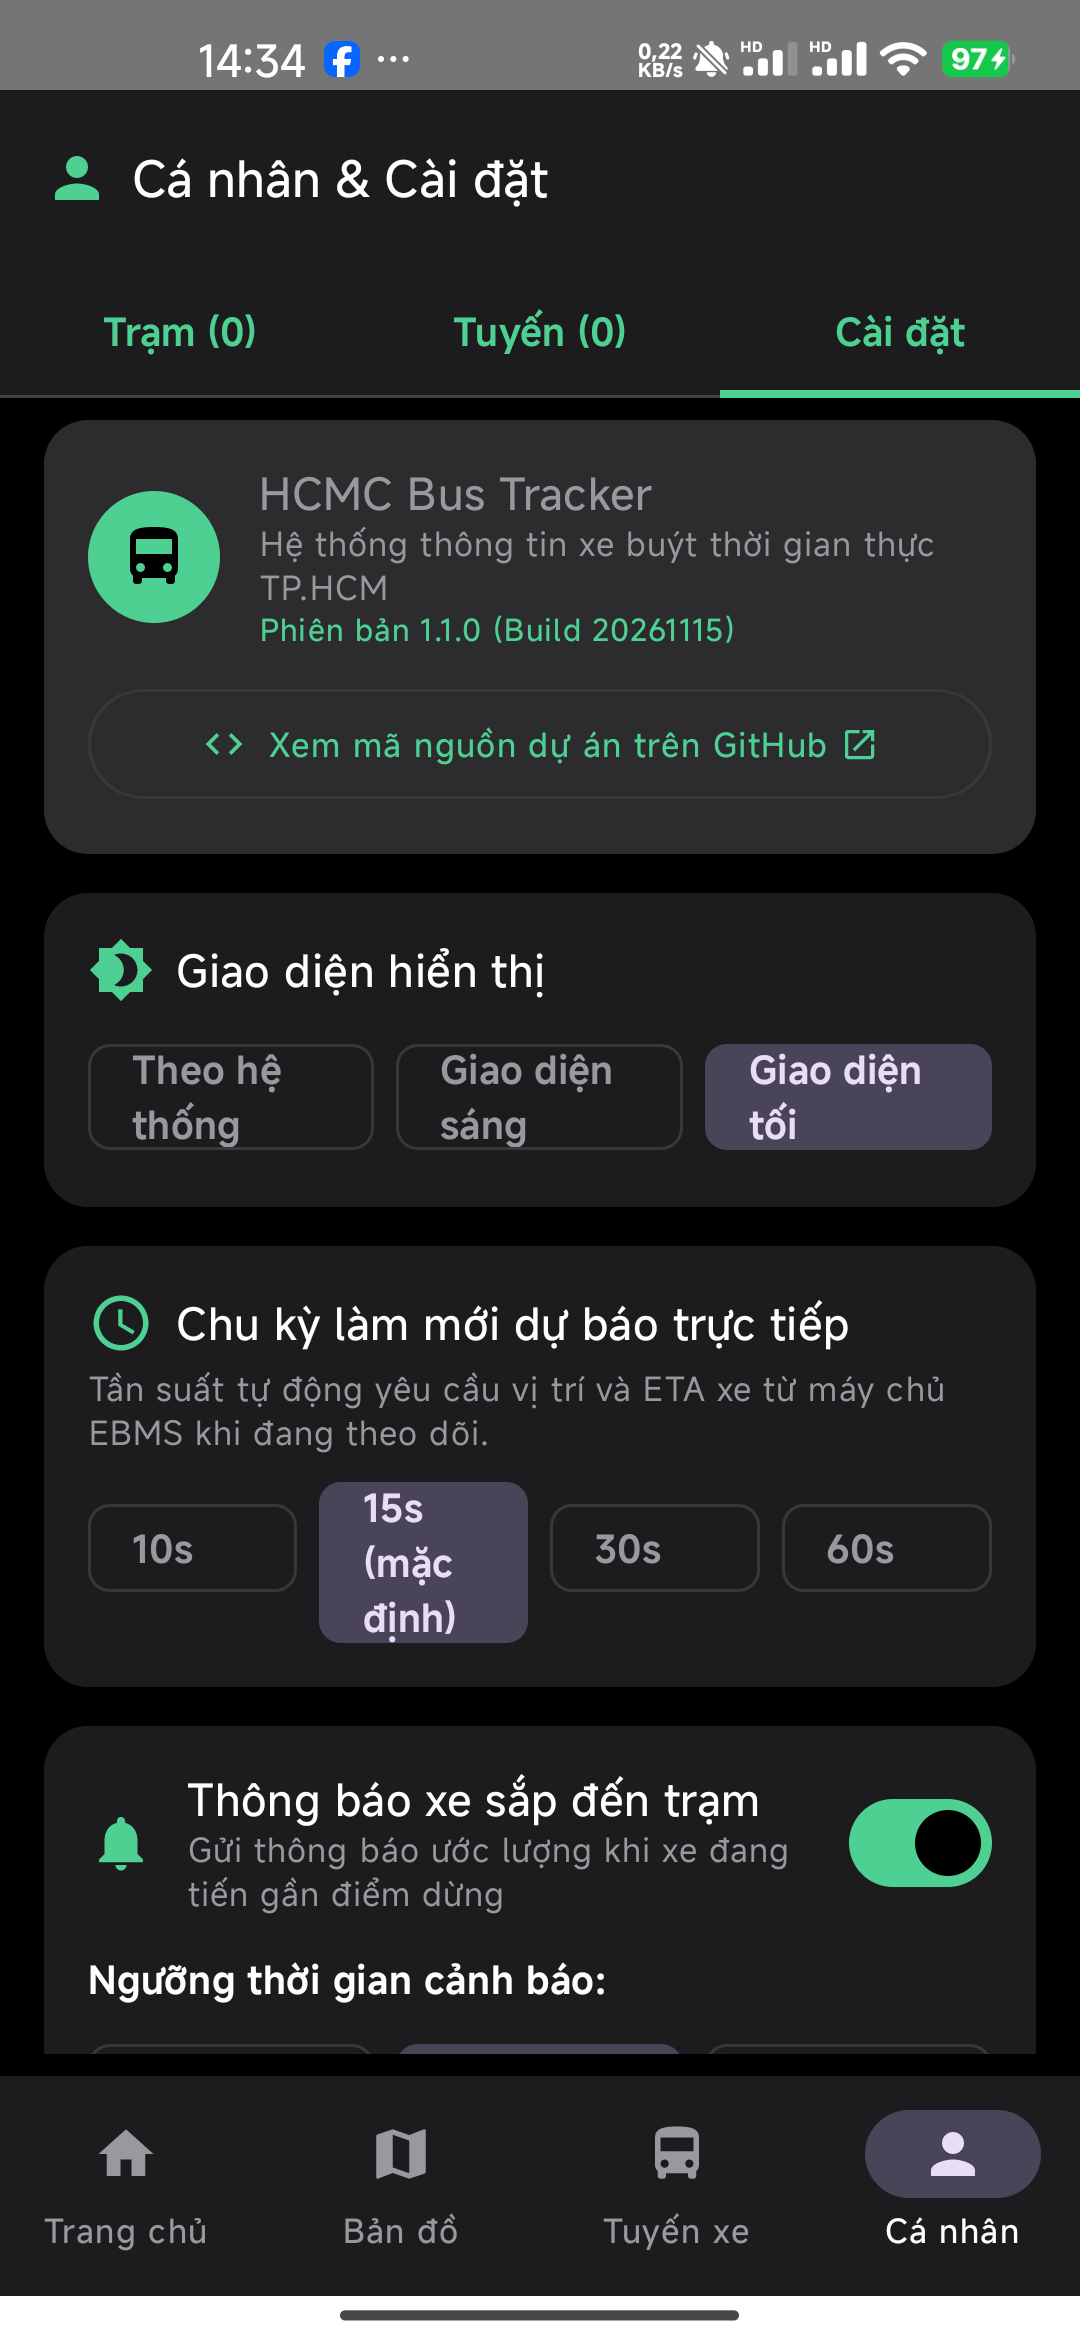 14:34
0,22
KB/s
HD
HD
97
Cá nhân & Cài đặt
Trạm (0)
Tuyến (0)
Cài đặt
HCMC Bus Tracker
Hệ thống thông tin xe buýt thời gian thực
TP.HCM
Phiên bản 1.1.0 (Build 20261115)
<> Xem mã nguồn dự án trên GitHub
Giao diện hiển thị
Theo hệ
thống
Giao diện
sáng
Giao diện
tối
Chu kỳ làm mới dự báo trực tiếp
Tần suất tự động yêu cầu vị trí và ETA xe từ máy chủ
EBMS khi đang theo dõi.
10s
15s
(mặc
định)
30s
60s
Thông báo xe sắp đến trạm
Gửi thông báo ước lượng khi xe đang
tiến gần điểm dừng
Ngưỡng thời gian cảnh báo:
Trang chủ
Bản đồ
Tuyến xe
Cá nhân